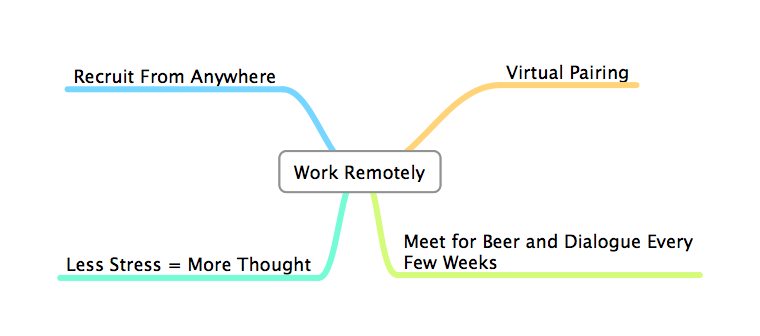 Recruit From Anywhere
Virtual Pairing
Work Remotely
Less Stress = More Thought
Meet for Beer and Dialogue Every
Few Weeks